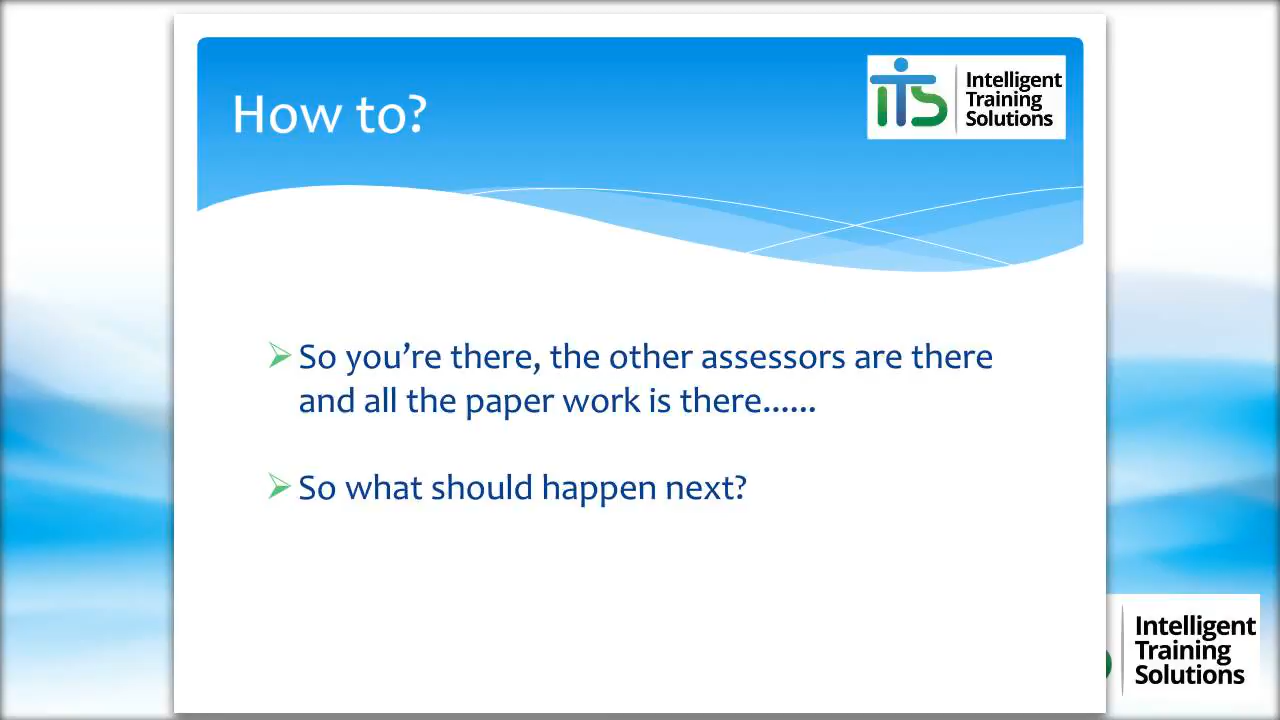 How to?
iTS
Intelligent
Training
Solutions
So you’re there, the other assessors are there
and all the paper work is there......
So what should happen next?
Intelligent
Training
Solutions